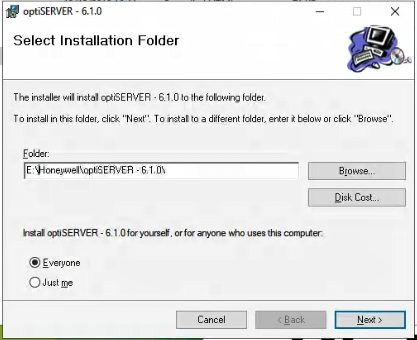 optiSERVER - 6.1.0
Select Installation Folder
The installer will install optiSERVER - 6.1.0 to the following folder.
To install in this folder, click "Next". To install to a different folder, enter it below or click "Browse".
Folder:
E:\Honeywell\optiSERVER - 6.1.0\
Browse...
Disk Cost...
Install optiSERVER - 6.1.0 for yourself, or for anyone who uses this computer:
Everyone
Just me
Cancel
< Back
Next >